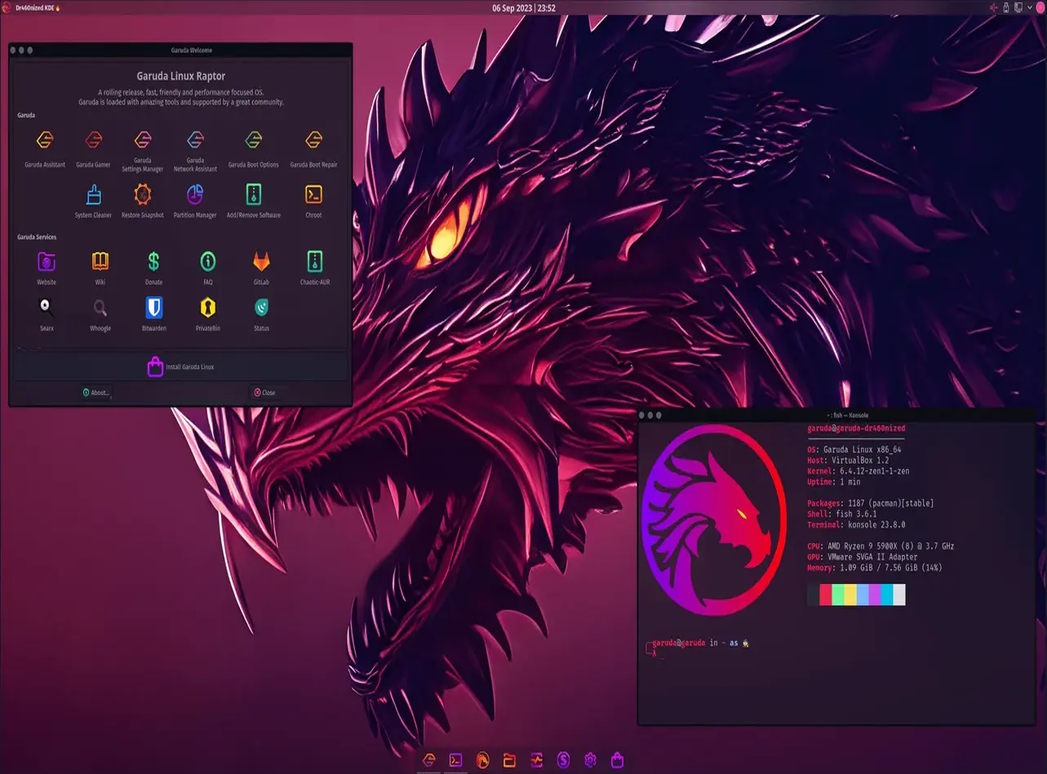 Dr460nized KDE🔥
06 Sep 2023 | 23:52
Garuda Welcome
Garuda Linux Raptor
A rolling release, fast, friendly and performance focused OS.
Garuda is loaded with amazing tools and supported by a great community.
Garuda
Garuda Assistant
Garuda Gamer
Garuda
Settings Manager
Garuda
Network Assistant
Garuda Boot Options
Garuda Boot Repair
System Cleaner
Restore Snapshot
Partition Manager
Add/Remove Software
Chroot
Garuda Services
Website
Wiki
Donate
FAQ
GitLab
Chaotic-AUR
Searx
Whoogle
Bitwarden
PrivateBin
Status
Install Garuda Linux
About...
Close
~ : fish — Konsole
garuda@garuda-dr460nized
OS: Garuda Linux x86_64
Host: VirtualBox 1.2
Kernel: 6.4.12-zen1-1-zen
Uptime: 1 min
Packages: 1187 (pacman)[stable]
Shell: fish 3.6.1
Terminal: konsole 23.8.0
CPU: AMD Ryzen 9 5900X (8) @ 3.7 GHz
GPU: VMware SVGA II Adapter
Memory: 1.09 GiB / 7.56 GiB (14%)
garuda@garuda in ~ as